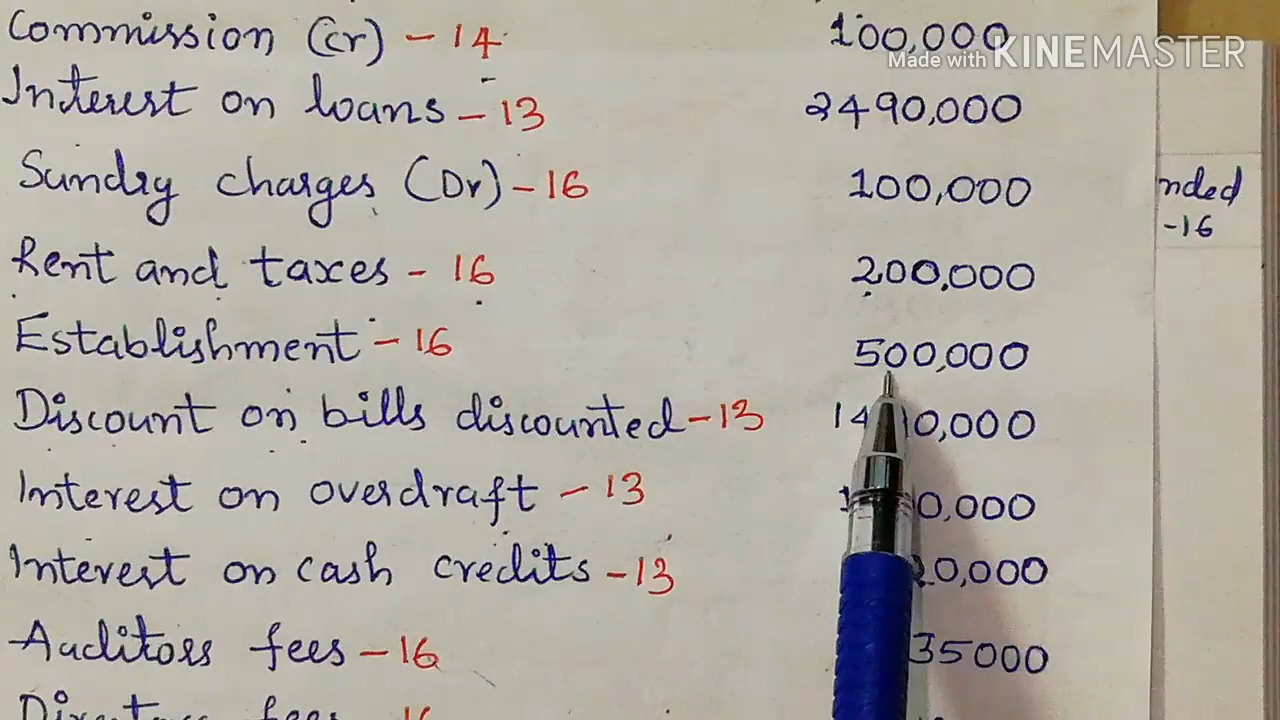 Commission (Cr) - 14 100,000
Made with KINEMASTER
Interest on loans - 13 2490,000
Sundry charges (Dr) - 16 100,000
nded
-16
Rent and taxes - 16 200,000
Establishment - 16 500,000
Discount on bills discounted - 13
Interest on overdraft - 13
Interest on cash credits - 13
Auditors fees - 16 35000
fees